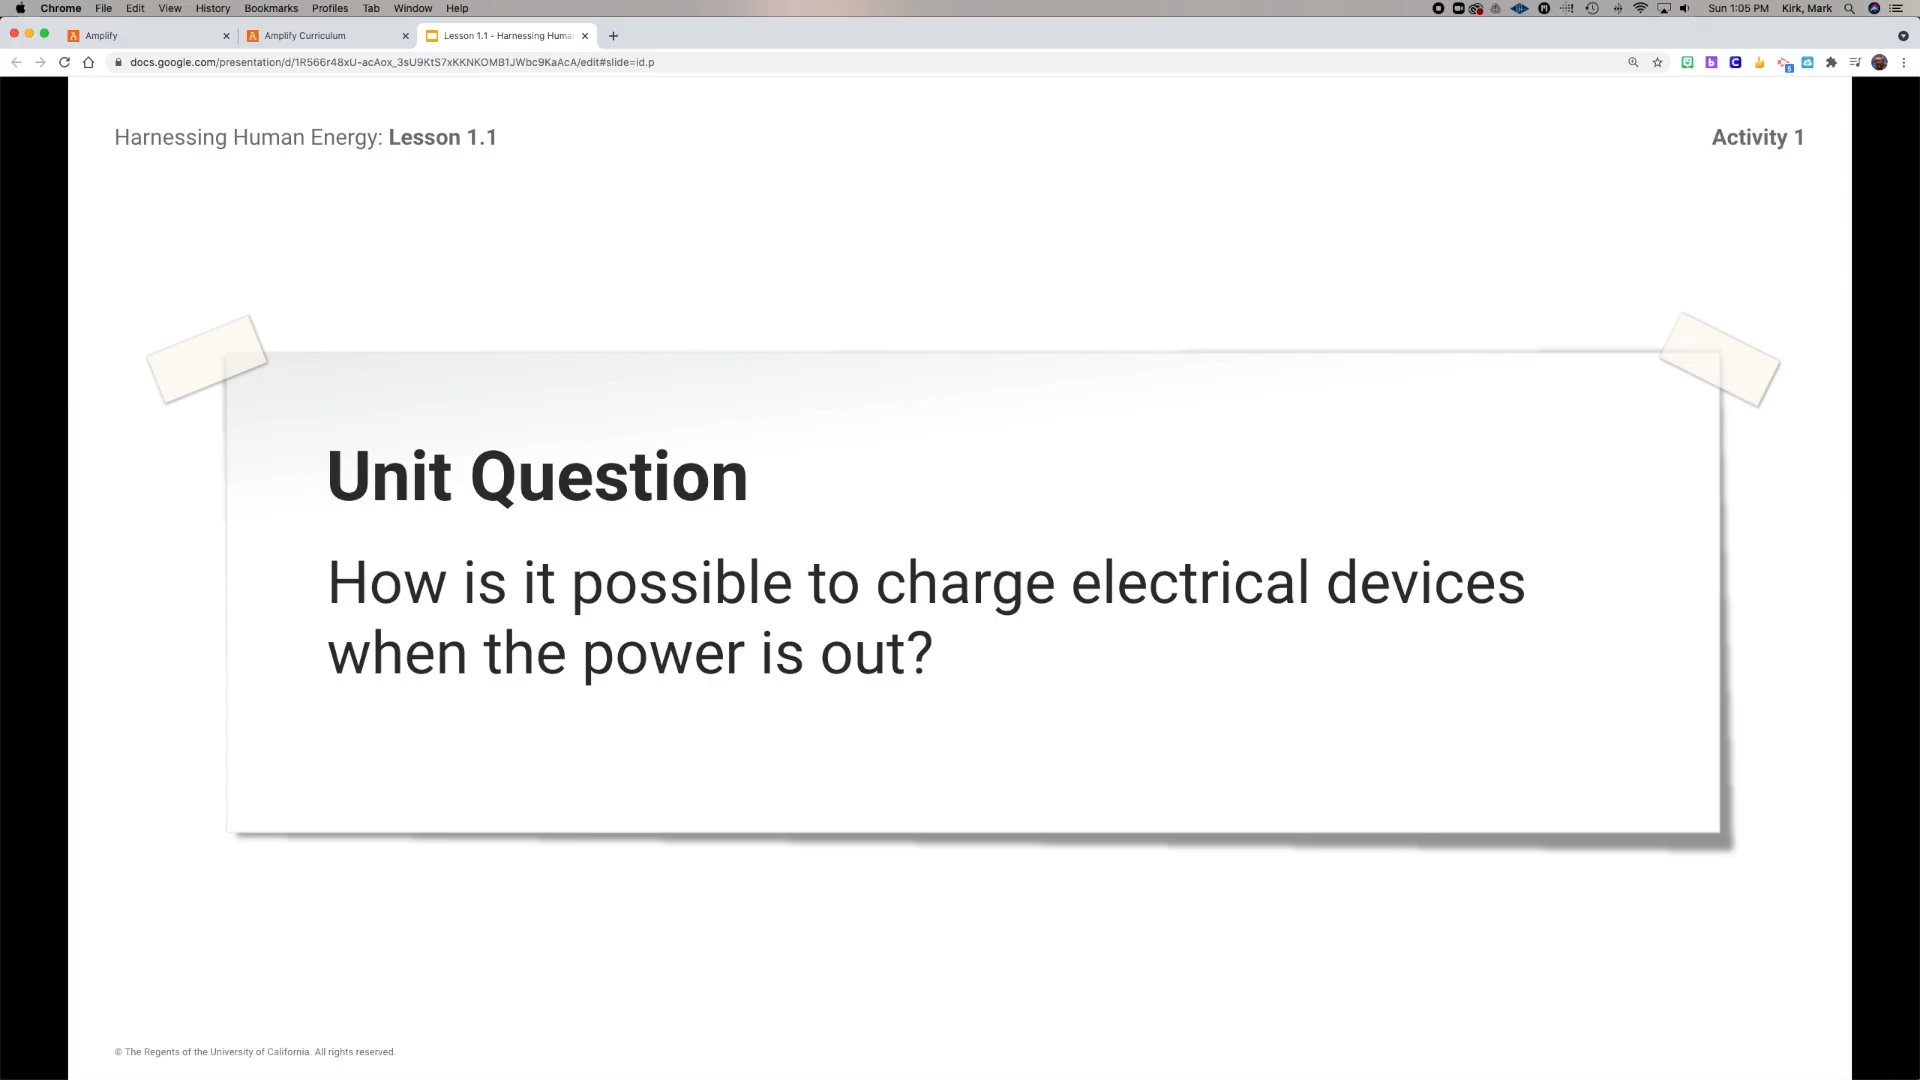 Chrome File Edit View History Bookmarks Profiles Tab Window Help
Sun 1:05 PM Kirk, Mark
Amplify
Amplify Curriculum
Lesson 1.1 - Harnessing Huma
docs.google.com/presentation/d/1R566r48xU-acAox_3sU9KtS7xKKNKOMB1JWbc9KaAcA/edit#slide=id.p
Harnessing Human Energy: Lesson 1.1
Activity 1
Unit Question
How is it possible to charge electrical devices
when the power is out?
© The Regents of the University of California. All rights reserved.